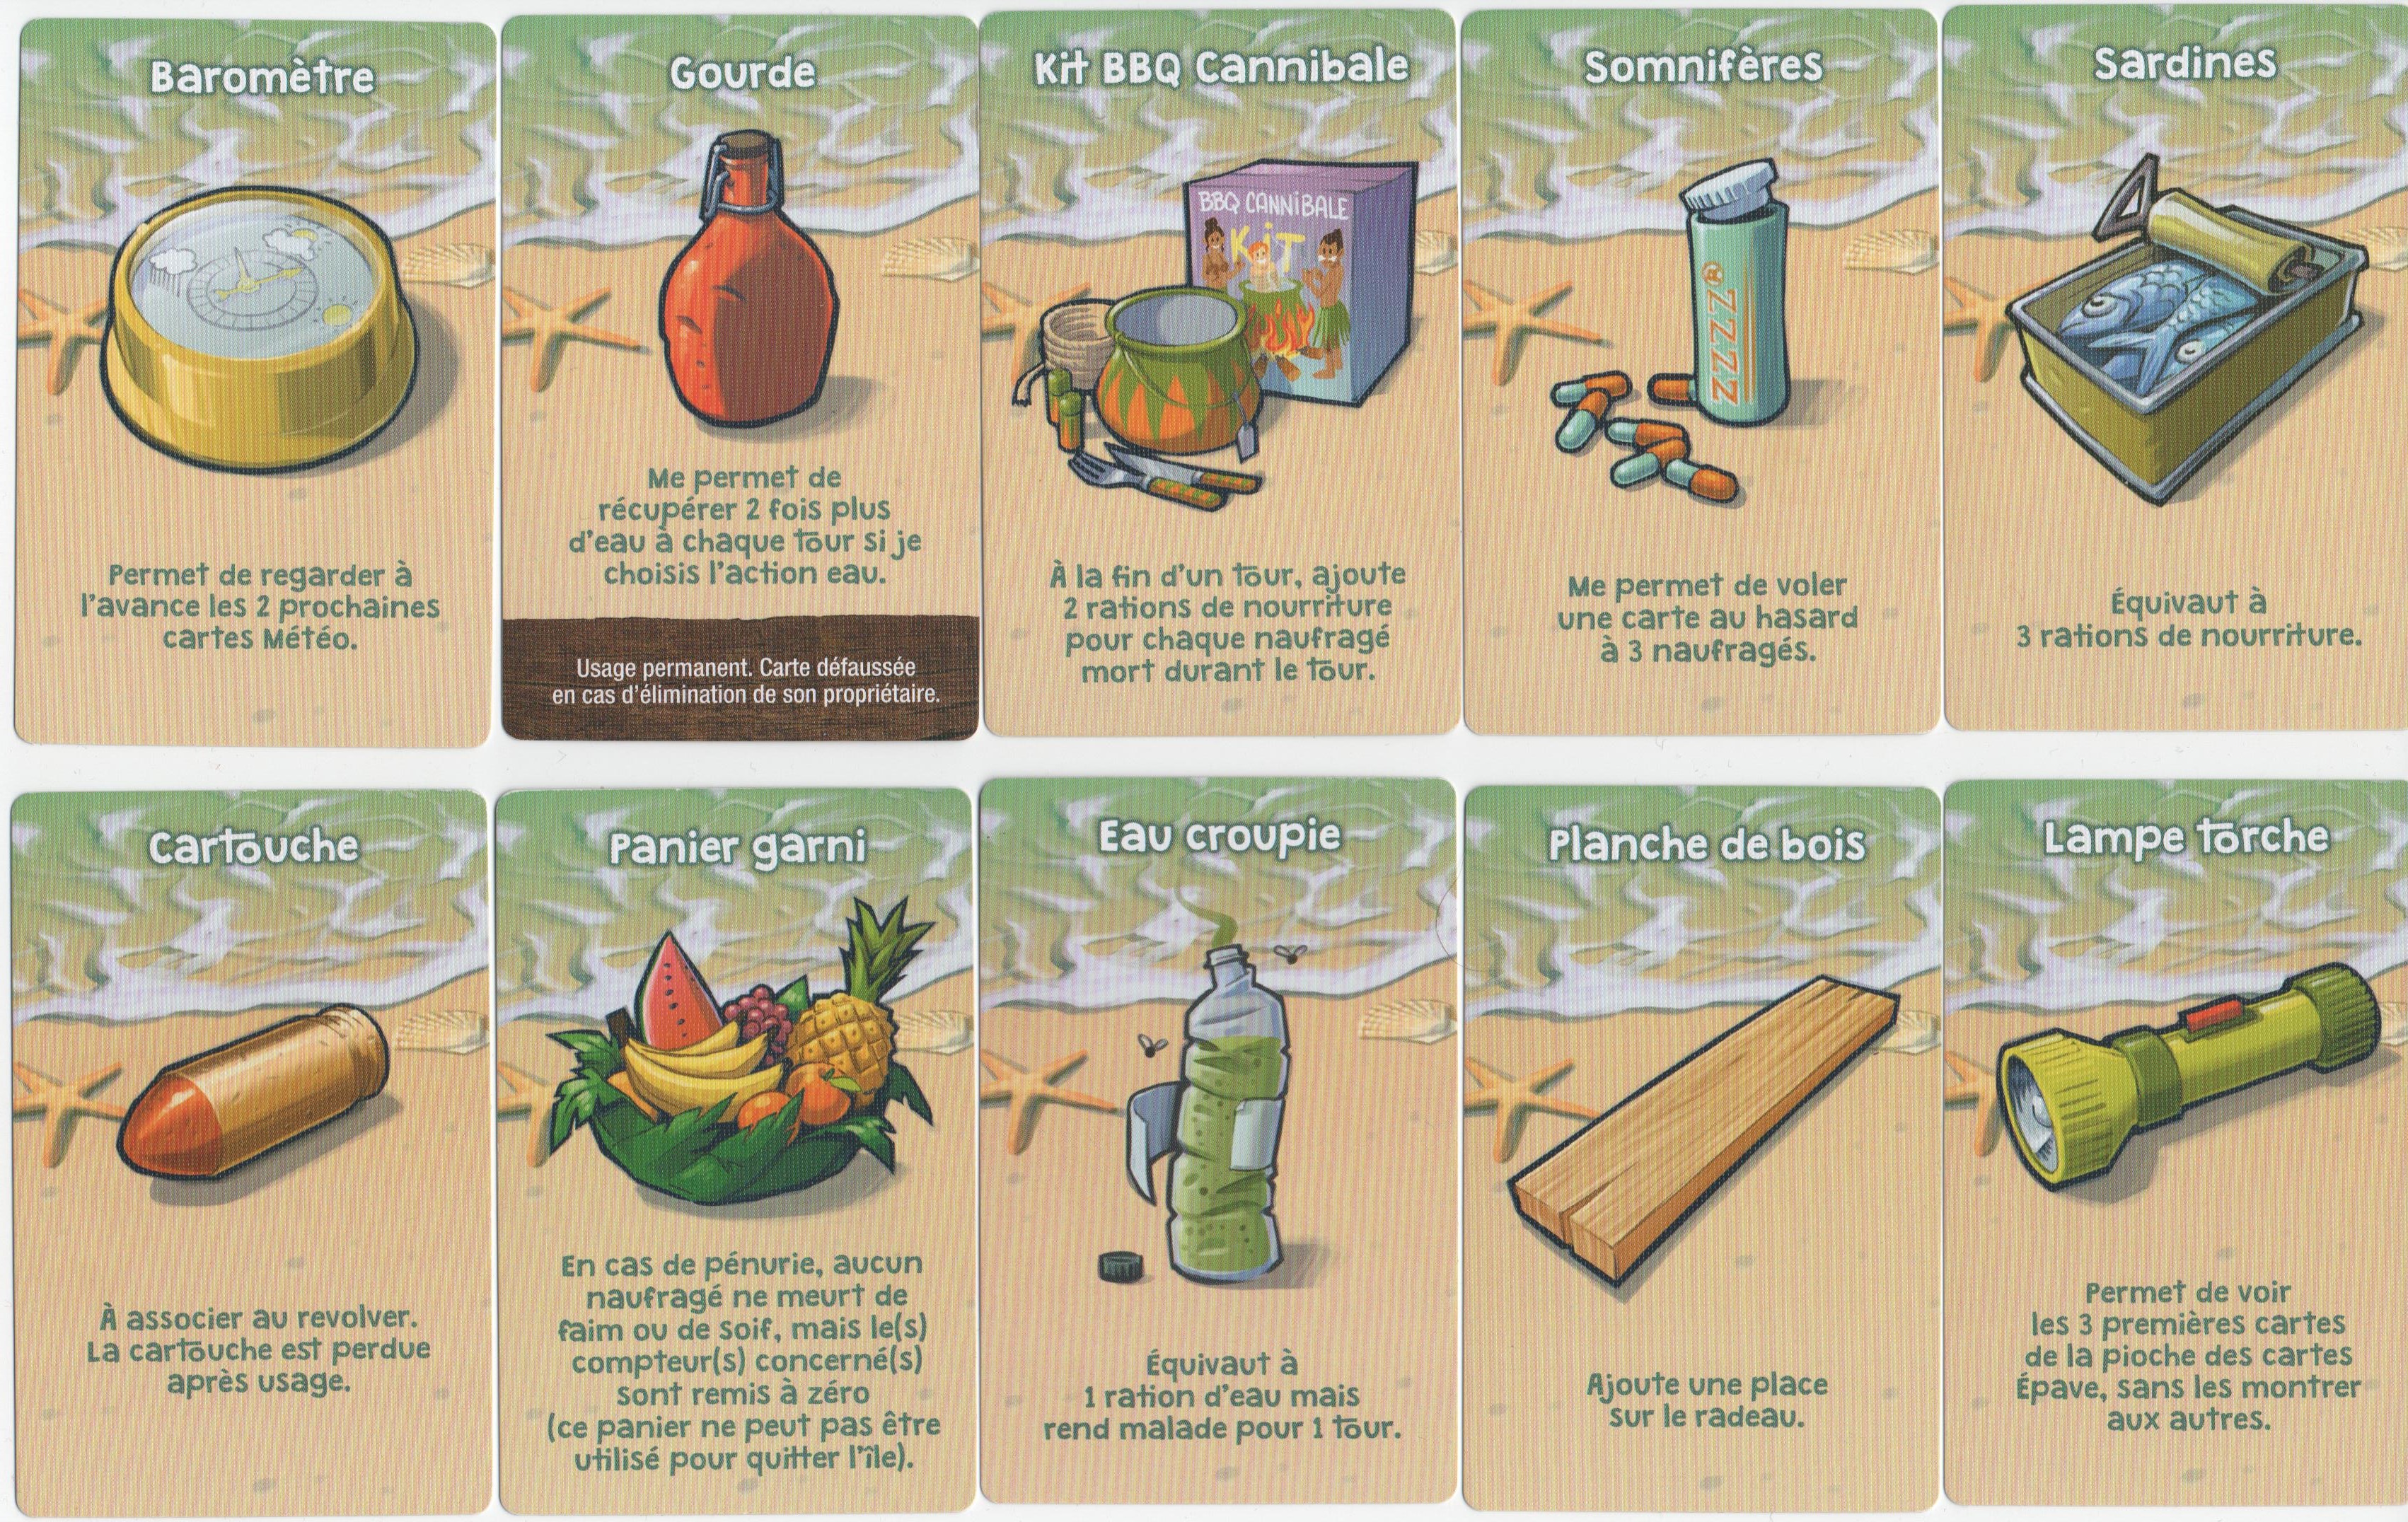 Baromètre
Permet de regarder à
l'avance les 2 prochaines
cartes Météo.
Gourde
Me permet de
récupérer 2 fois plus
d'eau à chaque tour si je
choisis l'action eau.
Usage permanent. Carte défaussée
en cas d'élimination de son propriétaire.
Kit BBQ Cannibale
BBQ CANNIBALE
KiT
À la fin d'un tour, ajoute
2 rations de nourriture
pour chaque naufragé
mort durant le tour.
Somnifères
ZZZZZ®
Me permet de voler
une carte au hasard
à 3 naufragés.
Sardines
Équivaut à
3 rations de nourriture.
Cartouche
À associer au revolver.
La cartouche est perdue
après usage.
Panier garni
En cas de pénurie, aucun
naufragé ne meurt de
faim ou de soif, mais le(s)
compteur(s) concerné(s)
sont remis à zéro
(ce panier ne peut pas être
utilisé pour quitter l'île).
Eau croupie
Équivaut à
1 ration d'eau mais
rend malade pour 1 tour.
Planche de bois
Ajoute une place
sur le radeau.
Lampe torche
Permet de voir
les 3 premières cartes
de la pioche des cartes
Épave, sans les montrer
aux autres.